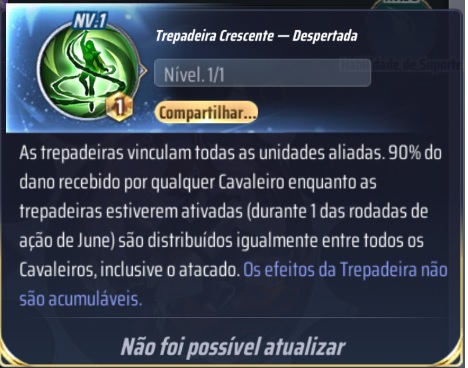 NV:1
Trepadeira Crescente — Despertada
Nível. 1/1
1
Compartilhar...
As trepadeiras vinculam todas as unidades aliadas. 90% do
dano recebido por qualquer Cavaleiro enquanto as
trepadeiras estiverem ativadas (durante 1 das rodadas de
ação de June) são distribuídos igualmente entre todos os
Cavaleiros, inclusive o atacado. Os efeitos da Trepadeira não
são acumuláveis.
Não foi possível atualizar